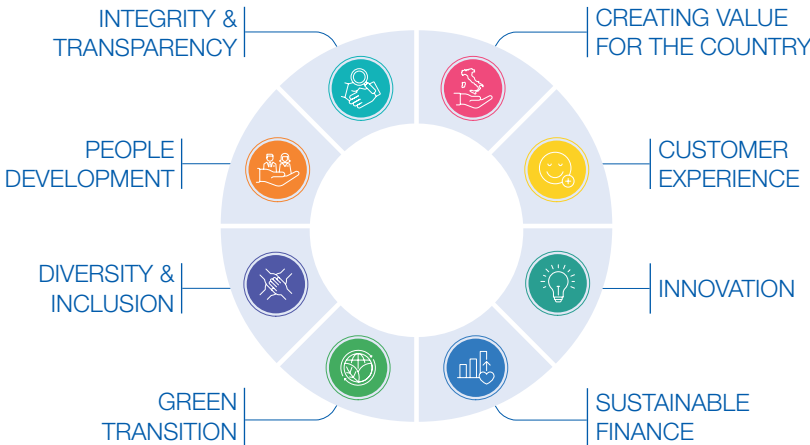 INTEGRITY &
TRANSPARENCY
CREATING VALUE
FOR THE COUNTRY
PEOPLE
DEVELOPMENT
CUSTOMER
EXPERIENCE
DIVERSITY &
INCLUSION
INNOVATION
GREEN
TRANSITION
SUSTAINABLE
FINANCE